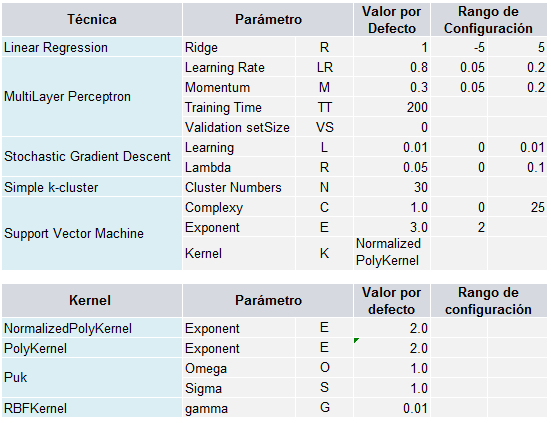 Técnica Parámetro Valor por Defecto Rango de Configuración
Linear Regression Ridge R 1 -5 5
MultiLayer Perceptron Learning Rate LR 0.8 0.05 0.2
Momentum M 0.3 0.05 0.2
Training Time TT 200
Validation setSize VS 0
Stochastic Gradient Descent Learning L 0.01 0 0.01
Lambda R 0.05 0 0.1
Simple k-cluster Cluster Numbers N 30
Support Vector Machine Complexy C 1.0 0 25
Exponent E 3.0 2
Kernel K Normalized PolyKernel
Kernel Parámetro Valor por defecto Rango de configuración
NormalizedPolyKernel Exponent E 2.0
PolyKernel Exponent E 2.0
Puk Omega O 1.0
Sigma S 1.0
RBFKernel gamma G 0.01